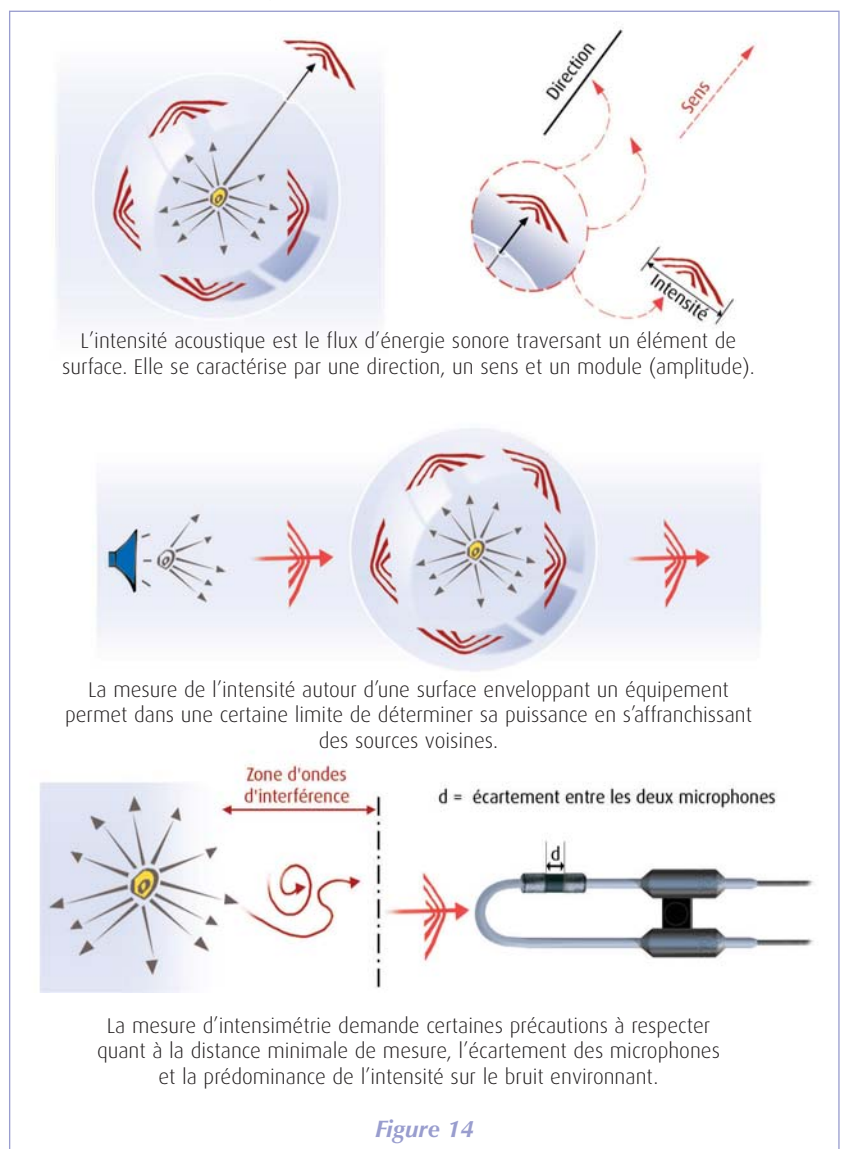 Direction
Sens
Intensité
L'intensité acoustique est le flux d'énergie sonore traversant un élément de
surface. Elle se caractérise par une direction, un sens et un module (amplitude).
La mesure de l'intensité autour d'une surface enveloppant un équipement
permet dans une certaine limite de déterminer sa puissance en s'affranchissant
des sources voisines.
Zone d'ondes
d'interférence
d = écartement entre les deux microphones
d
La mesure d'intensimétrie demande certaines précautions à respecter
quant à la distance minimale de mesure, l'écartement des microphones
et la prédominance de l'intensité sur le bruit environnant.
Figure 14